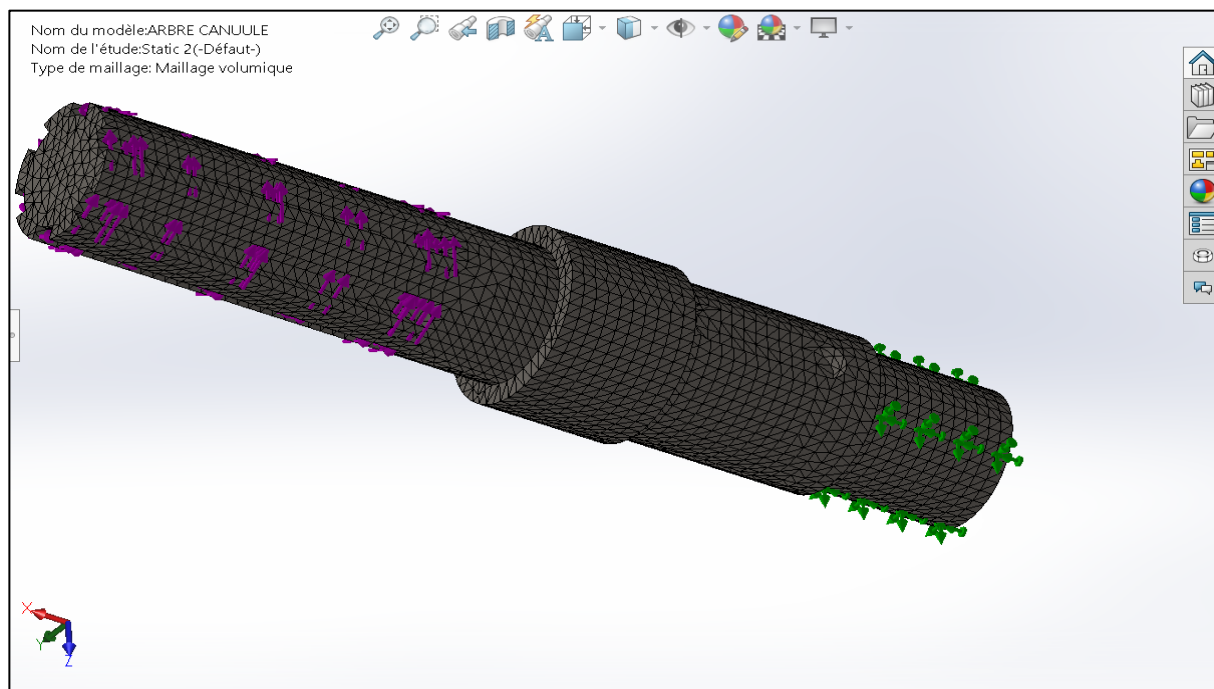 Nom du modèle:ARBRE CANUULE
Nom de l'étude:Static 2(-Défaut-)
Type de maillage: Maillage volumique
X
Y
Z